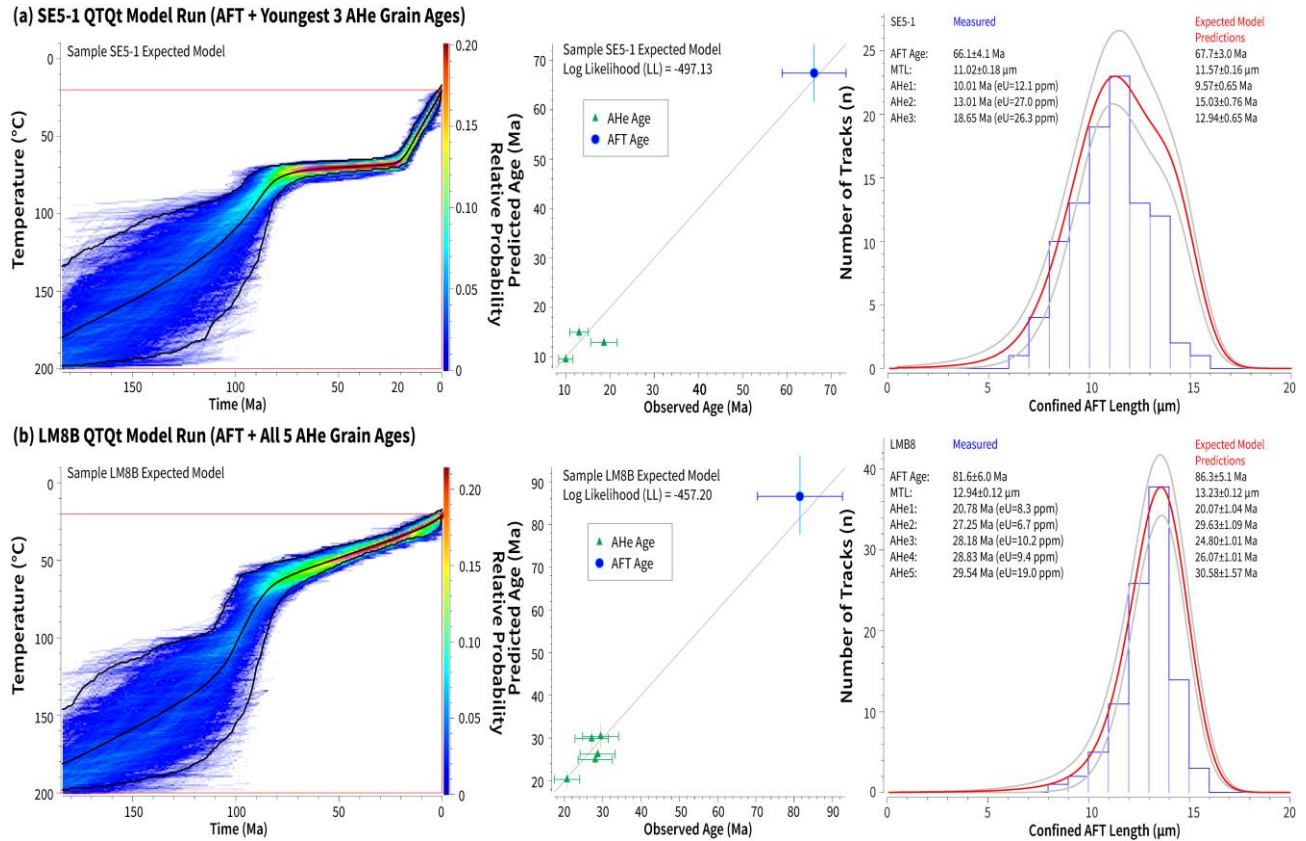 (a) SE5-1 QTQt Model Run (AFT + Youngest 3 AHe Grain Ages)
Sample SE5-1 Expected Model
Temperature (°C)
0
50
100
150
200
150
100
50
20
0
Time (Ma)
0.20
0.15
0.10
0.05
0
Relative Probability
Sample SE5-1 Expected Model
Log Likelihood (LL) = -497.13
AHe Age
AFT Age
Predicted Age (Ma)
70
60
50
40
30
20
10
10
20
30
40
50
60
70
Observed Age (Ma)
SE5-1 Measured Expected Model
Predictions
AFT Age: 66.1±4.1 Ma 67.7±3.0 Ma
MTL: 11.02±0.18 µm 11.57±0.16 µm
AHe1: 10.01 Ma (eU=12.1 ppm) 9.57±0.65 Ma
AHe2: 13.01 Ma (eU=27.0 ppm) 15.03±0.76 Ma
AHe3: 18.65 Ma (eU=26.3 ppm) 12.94±0.65 Ma
Number of Tracks (n)
25
20
15
10
5
0
0
5
10
15
20
Confined AFT Length (µm)
(b) LM8B QTQt Model Run (AFT + All 5 AHe Grain Ages)
Sample LM8B Expected Model
Temperature (°C)
0
50
100
150
200
150
100
50
0
Time (Ma)
0.20
0.15
0.10
0.05
0
Relative Probability
Sample LM8B Expected Model
Log Likelihood (LL) = -457.20
AHe Age
AFT Age
Predicted Age (Ma)
90
80
70
60
50
40
30
20
20
30
40
50
60
70
80
90
Observed Age (Ma)
LMB8 Measured Expected Model
Predictions
AFT Age: 81.6±6.0 Ma 86.3±5.1 Ma
MTL: 12.94±0.12 µm 13.23±0.12 µm
AHe1: 20.78 Ma (eU=8.3 ppm) 20.07±1.04 Ma
AHe2: 27.25 Ma (eU=6.7 ppm) 29.63±1.09 Ma
AHe3: 28.18 Ma (eU=10.2 ppm) 24.80±1.01 Ma
AHe4: 28.83 Ma (eU=9.4 ppm) 26.07±1.01 Ma
AHe5: 29.54 Ma (eU=19.0 ppm) 30.58±1.57 Ma
Number of Tracks (n)
40
30
20
10
0
0
5
10
15
20
Confined AFT Length (µm)